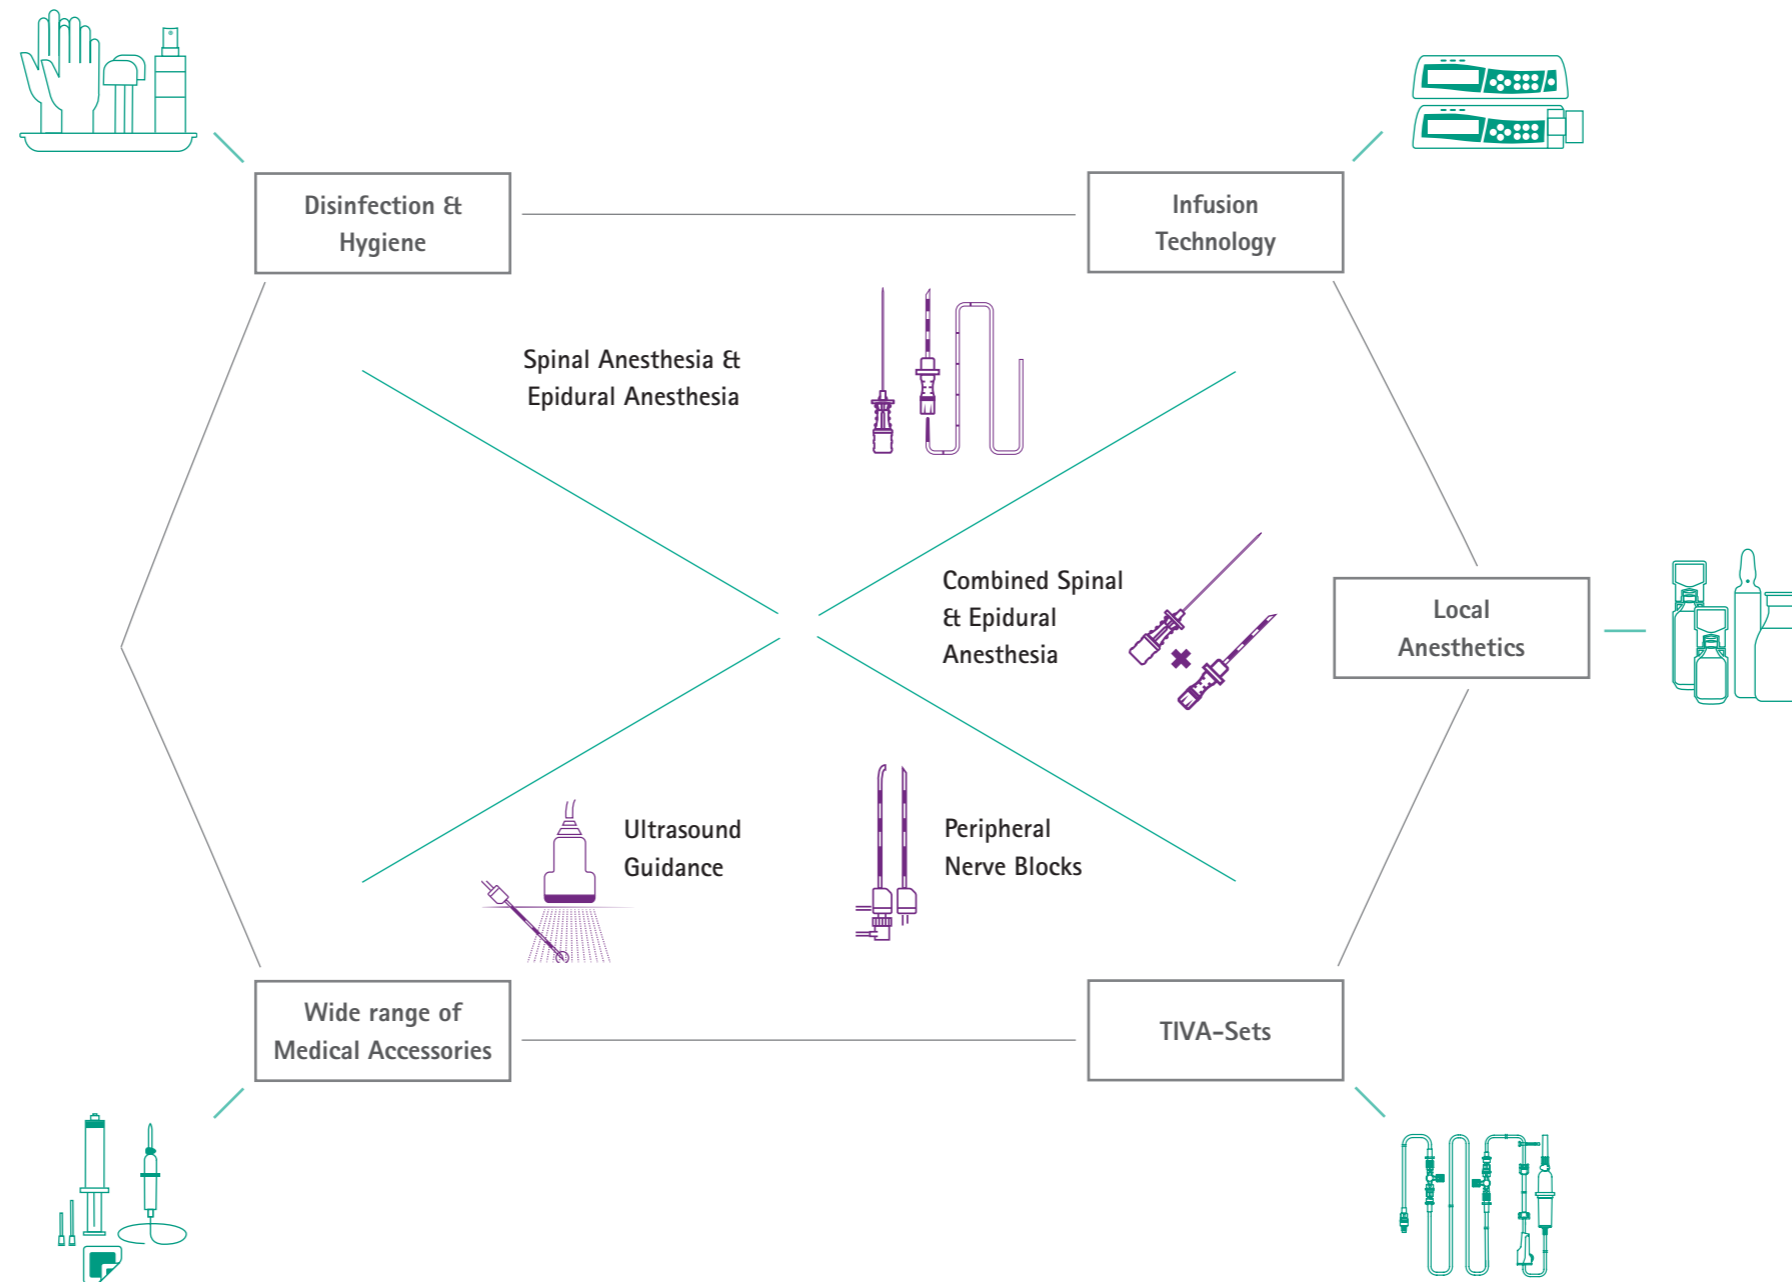 Disinfection &
Hygiene
Infusion
Technology
Spinal Anesthesia &
Epidural Anesthesia
Combined Spinal
& Epidural
Anesthesia
Local
Anesthetics
Ultrasound
Guidance
Peripheral
Nerve Blocks
Wide range of
Medical Accessories
TIVA-Sets